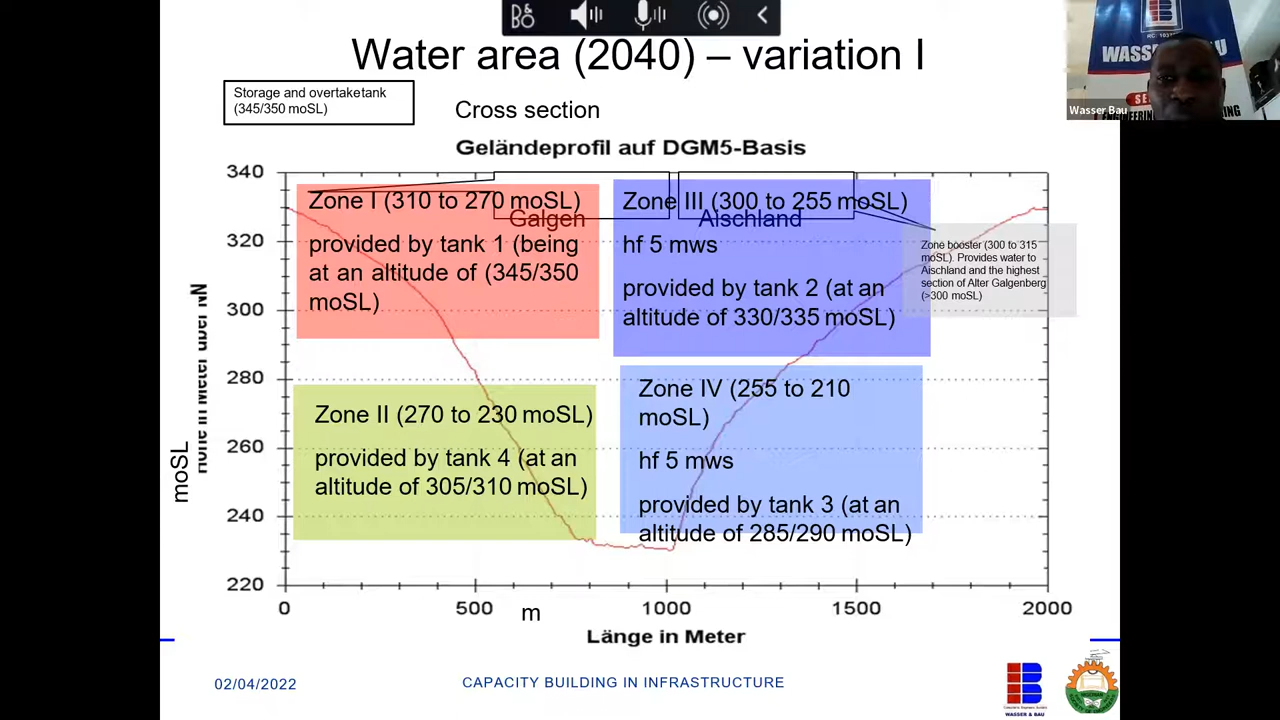 Water area (2040) – variation I
Storage and overtaketank
(345/350 moSL)
Cross section
Geländeprofil auf DGM5-Basis
WASSER BAU
Wasser Bau
340
320
300
280
260
240
220
Zone I (310 to 270 moSL)
Galgen
provided by tank 1 (being
at an altitude of (345/350
moSL)
Zone III (300 to 255 moSL)
Aischland
hf 5 mws
provided by tank 2 (at an
altitude of 330/335 moSL)
Zone booster (300 to 315
moSL). Provides water to
Aischland and the highest
section of Alter Galgenberg
(>300 moSL)
Zone II (270 to 230 moSL)
provided by tank 4 (at an
altitude of 305/310 moSL)
Zone IV (255 to 210
moSL)
hf 5 mws
provided by tank 3 (at an
altitude of 285/290 moSL)
moSL
Höhe in Meter über NN
0 500 m 1000 1500 2000
Länge in Meter
02/04/2022
CAPACITY BUILDING IN INFRASTRUCTURE
WASSER & BAU